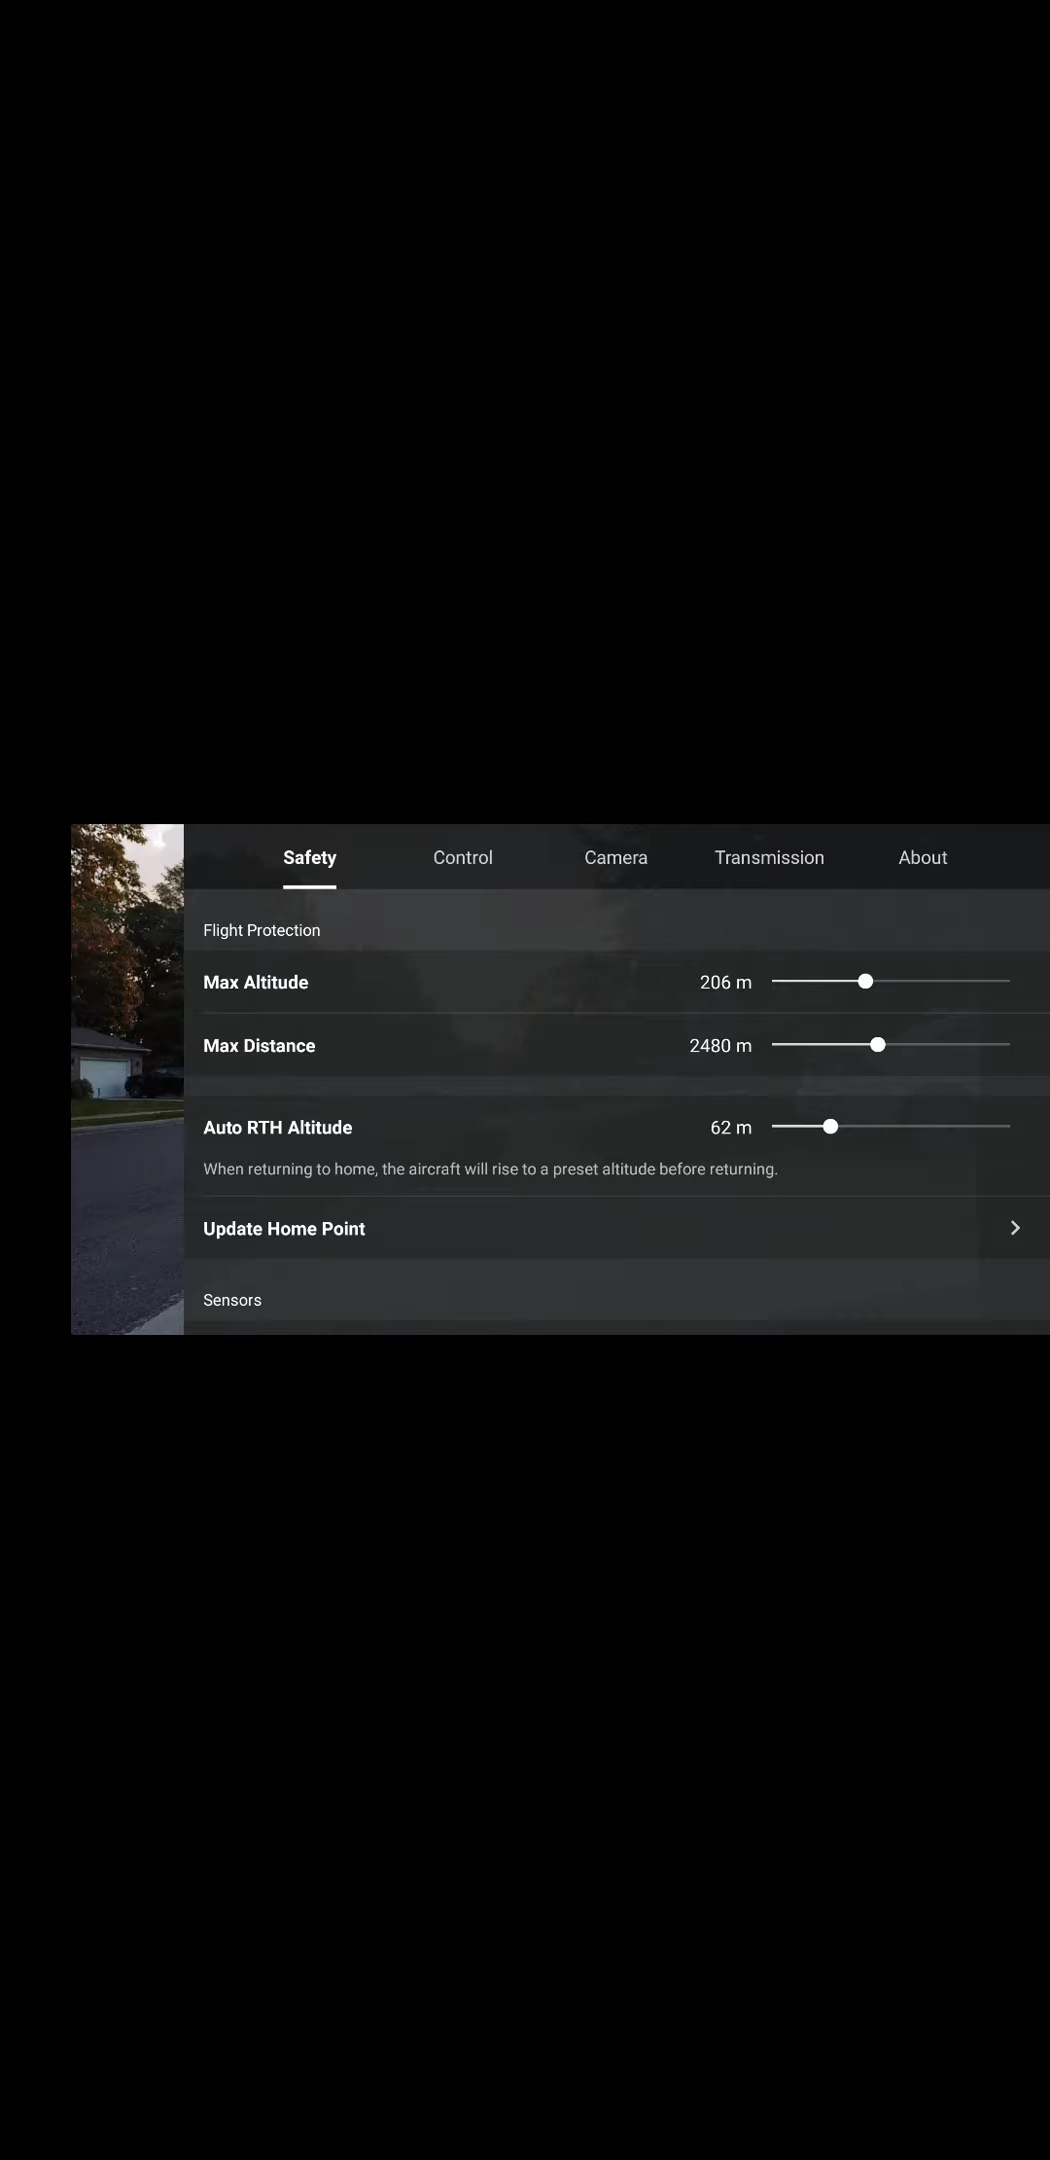 Safety Control Camera Transmission About
Flight Protection
Max Altitude 206 m
Max Distance 2480 m
Auto RTH Altitude 62 m
When returning to home, the aircraft will rise to a preset altitude before returning.
Update Home Point
Sensors